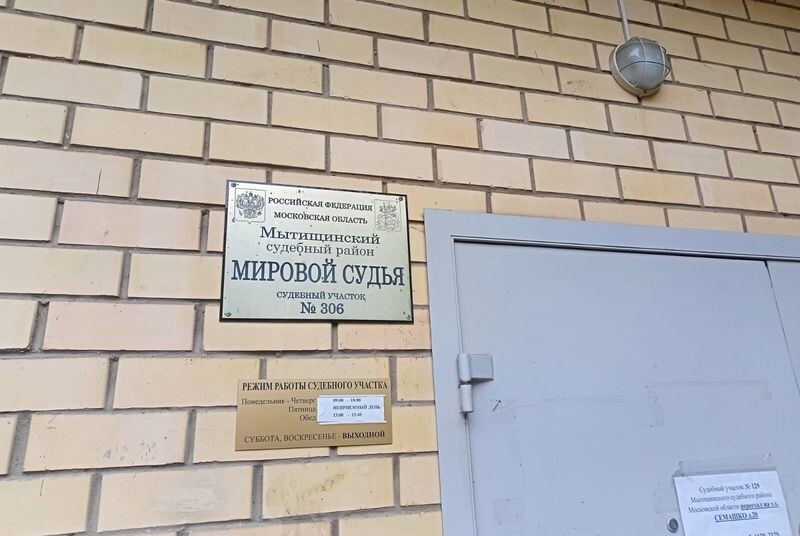 РОССИЙСКАЯ ФЕДЕРАЦИЯ
МОСКОВСКАЯ ОБЛАСТЬ
Мытищинский
судебный район
МИРОВОЙ СУДЬЯ
СУДЕБНЫЙ УЧАСТОК
№ 306
РЕЖИМ РАБОТЫ СУДЕБНОГО УЧАСТКА
Понедельник - Четверг 09:00 - 18:00
Пятница НЕПРИЕМНЫЙ ДЕНЬ
Обед 13:00 - 13:45
СУББОТА, ВОСКРЕСЕНЬЕ - ВЫХОДНОЙ
Судебный участок № 129
Мытищинского судебного района
Московской области переехал на ул.
СЕМАШКО д.20